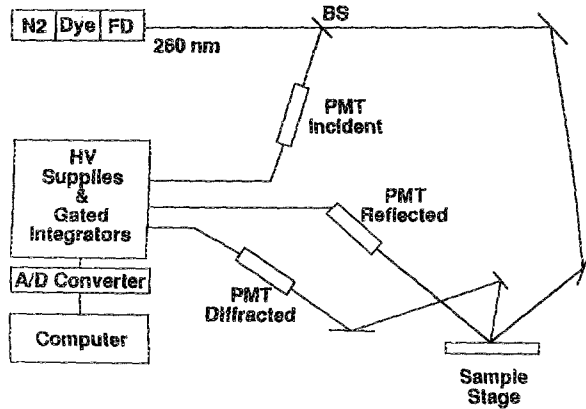 N2 Dye FD
BS
260 nm
PMT
Incident
HV
Supplies
&
Gated
Integrators
PMT
Reflected
A/D Converter
PMT
Diffracted
Computer
Sample
Stage